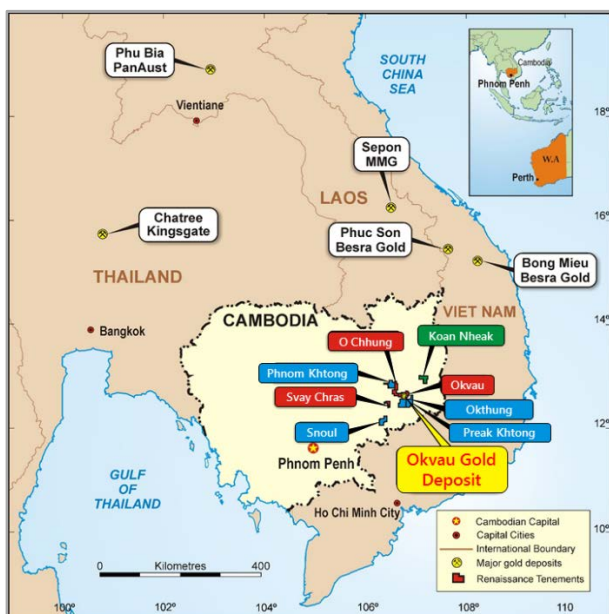 Phu Bia
PanAust
Vientiane
SOUTH
CHINA
SEA
Cambodia
Phnom Penh
W.A
Perth
Sepon
MMG
LAOS
Chatree
Kingsgate
Phuc Son
Besra Gold
Bong Mieu
Besra Gold
THAILAND
VIET NAM
CAMBODIA
Bangkok
O Chhung
Koan Nheak
Phnom Khtong
Okvau
Svay Chras
Okthung
Snoul
Preak Khtong
Phnom Penh
Okvau Gold
Deposit
GULF
OF
THAILAND
Ho Chi Minh City
18°
16°
14°
12°
10°
Kilometres
0 200 400
Cambodian Capital
Capital Cities
International Boundary
Major gold deposits
Renaissance Tenements
100° 102° 104° 106° 108° 110